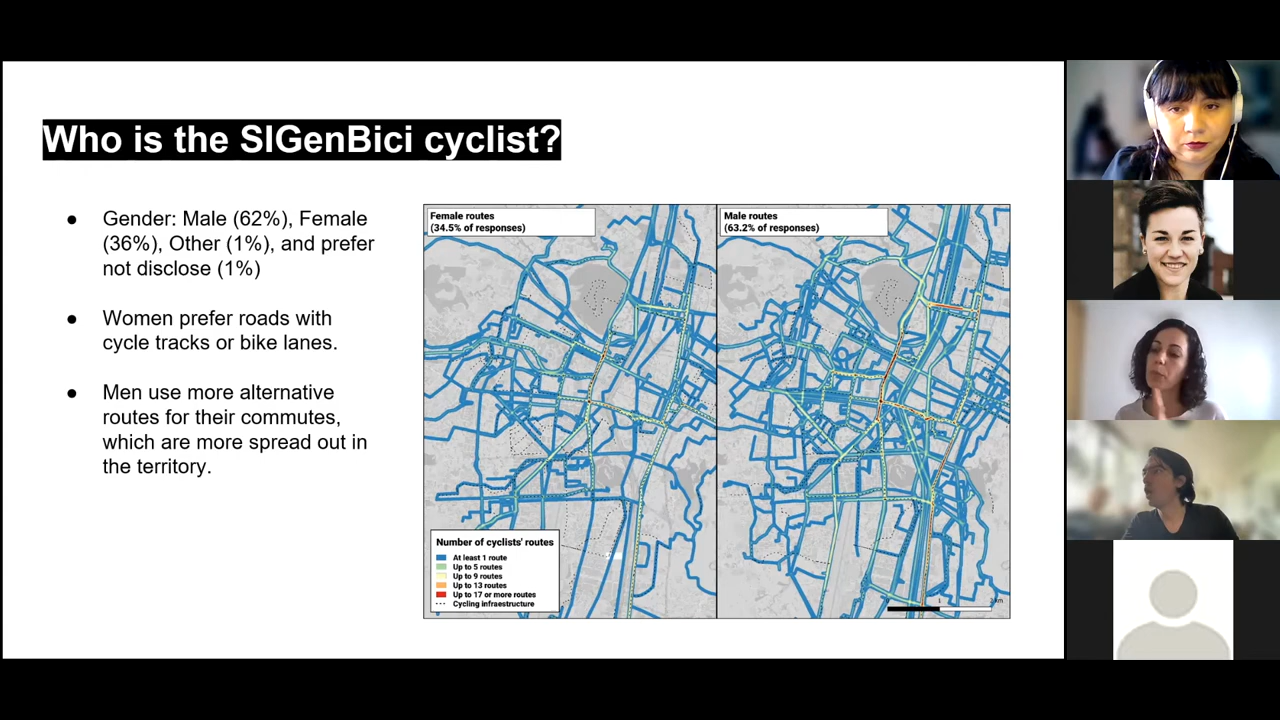 Who is the SIGenBici cyclist?
● Gender: Male (62%), Female
(36%), Other (1%), and prefer
not disclose (1%)
● Women prefer roads with
cycle tracks or bike lanes.
● Men use more alternative
routes for their commutes,
which are more spread out in
the territory.
Female routes
(34.5% of responses)
Male routes
(63.2% of responses)
Number of cyclists' routes
At least 1 route
Up to 5 routes
Up to 9 routes
Up to 13 routes
Up to 17 or more routes
Cycling infraestructure